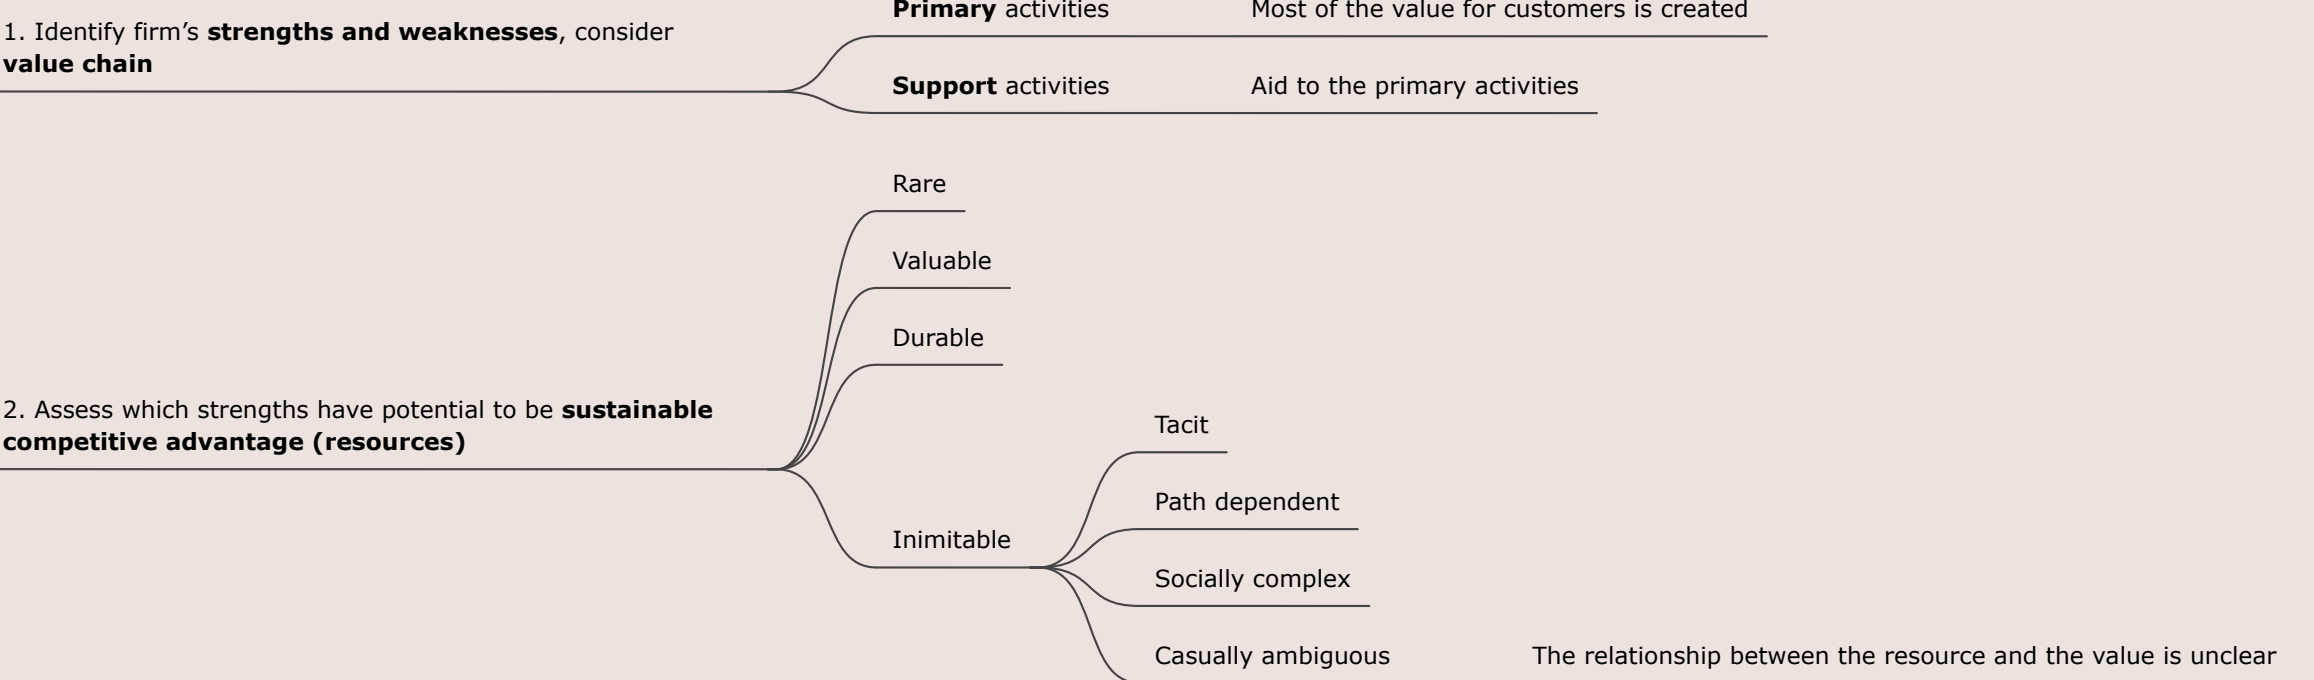 Primary activities
Most of the value for customers is created
1. Identify firm’s strengths and weaknesses, consider
value chain
Support activities
Aid to the primary activities
Rare
Valuable
Durable
2. Assess which strengths have potential to be sustainable
competitive advantage (resources)
Tacit
Path dependent
Inimitable
Socially complex
Casually ambiguous
The relationship between the resource and the value is unclear